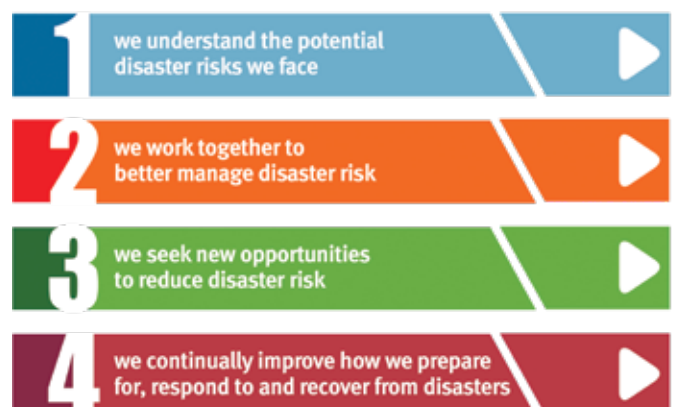 1
we understand the potential
disaster risks we face
2
we work together to
better manage disaster risk
3
we seek new opportunities
to reduce disaster risk
4
we continually improve how we prepare
for, respond to and recover from disasters